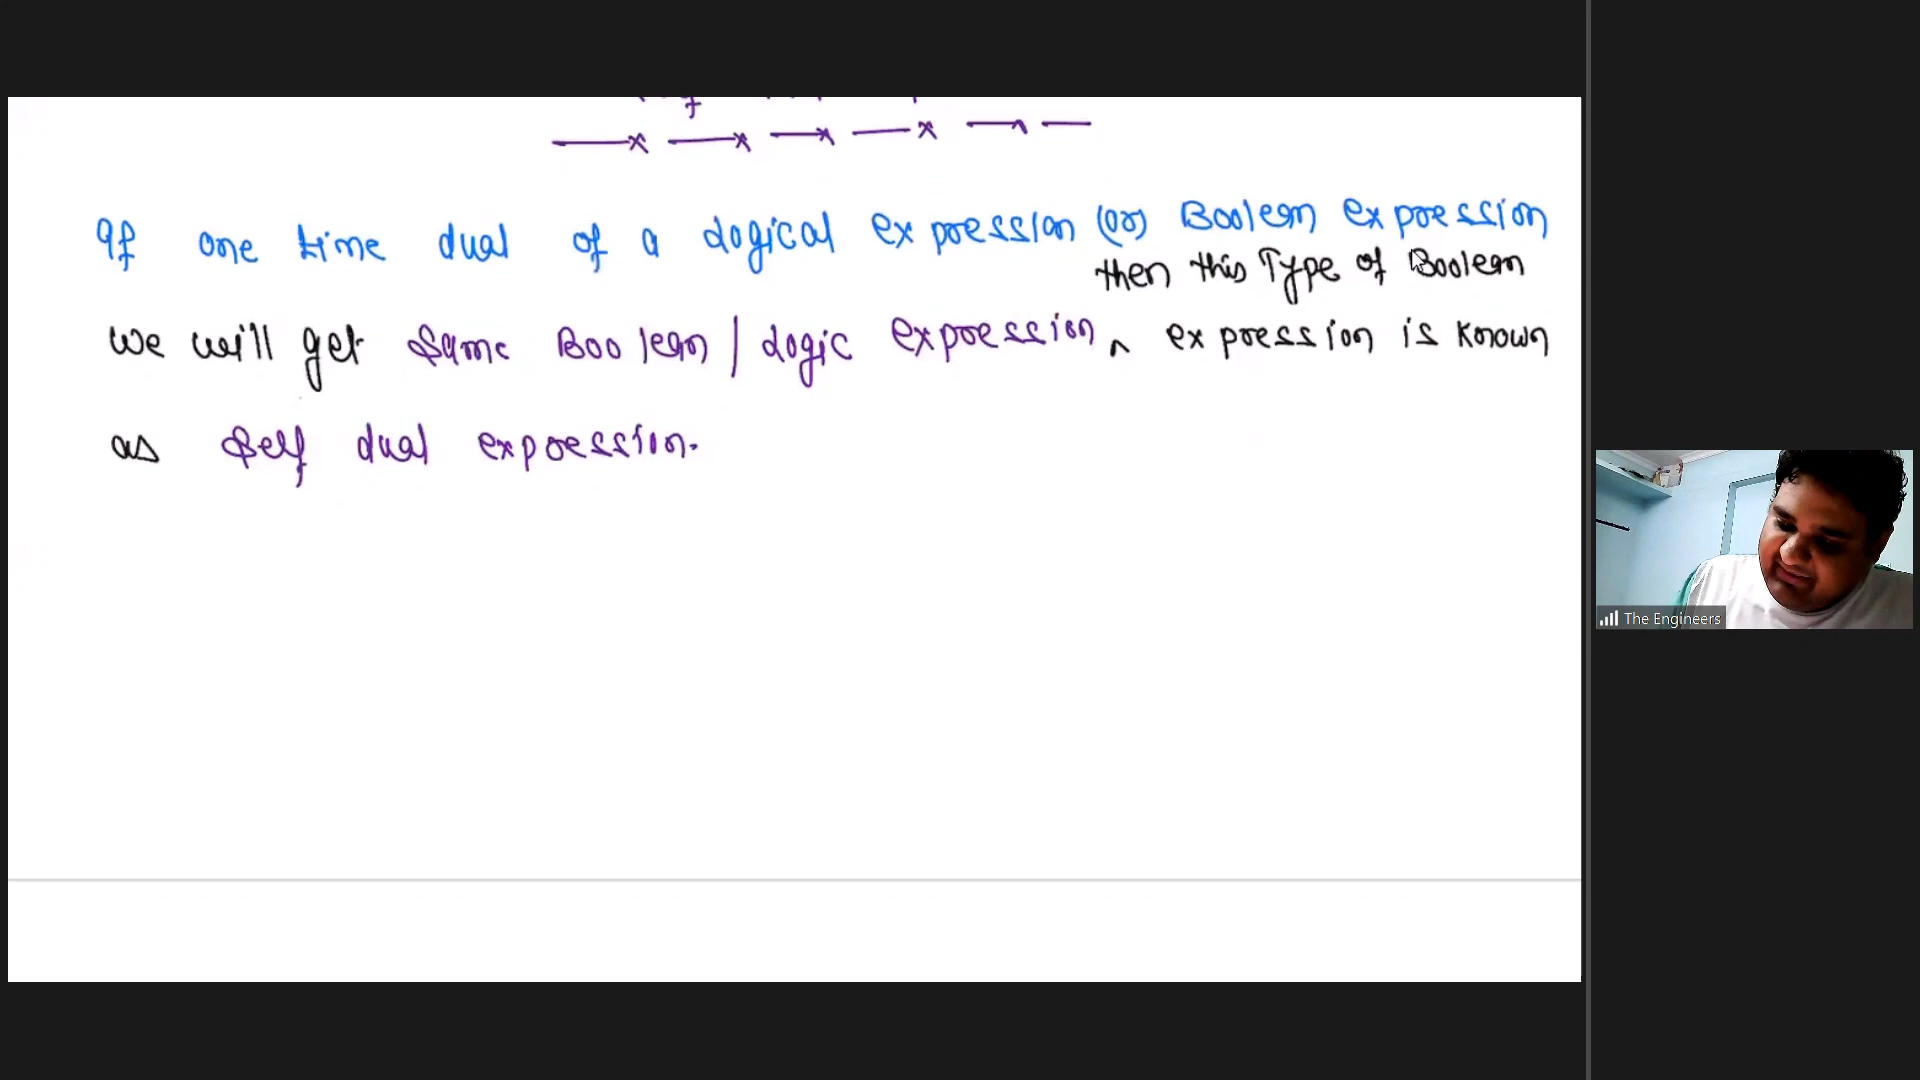 If one time dual of a Logical expression (or) Boolean expression
then this Type of Boolean
we will get same Boolean / Logic expression ^ expression is known
as self dual expression.
The Engineers